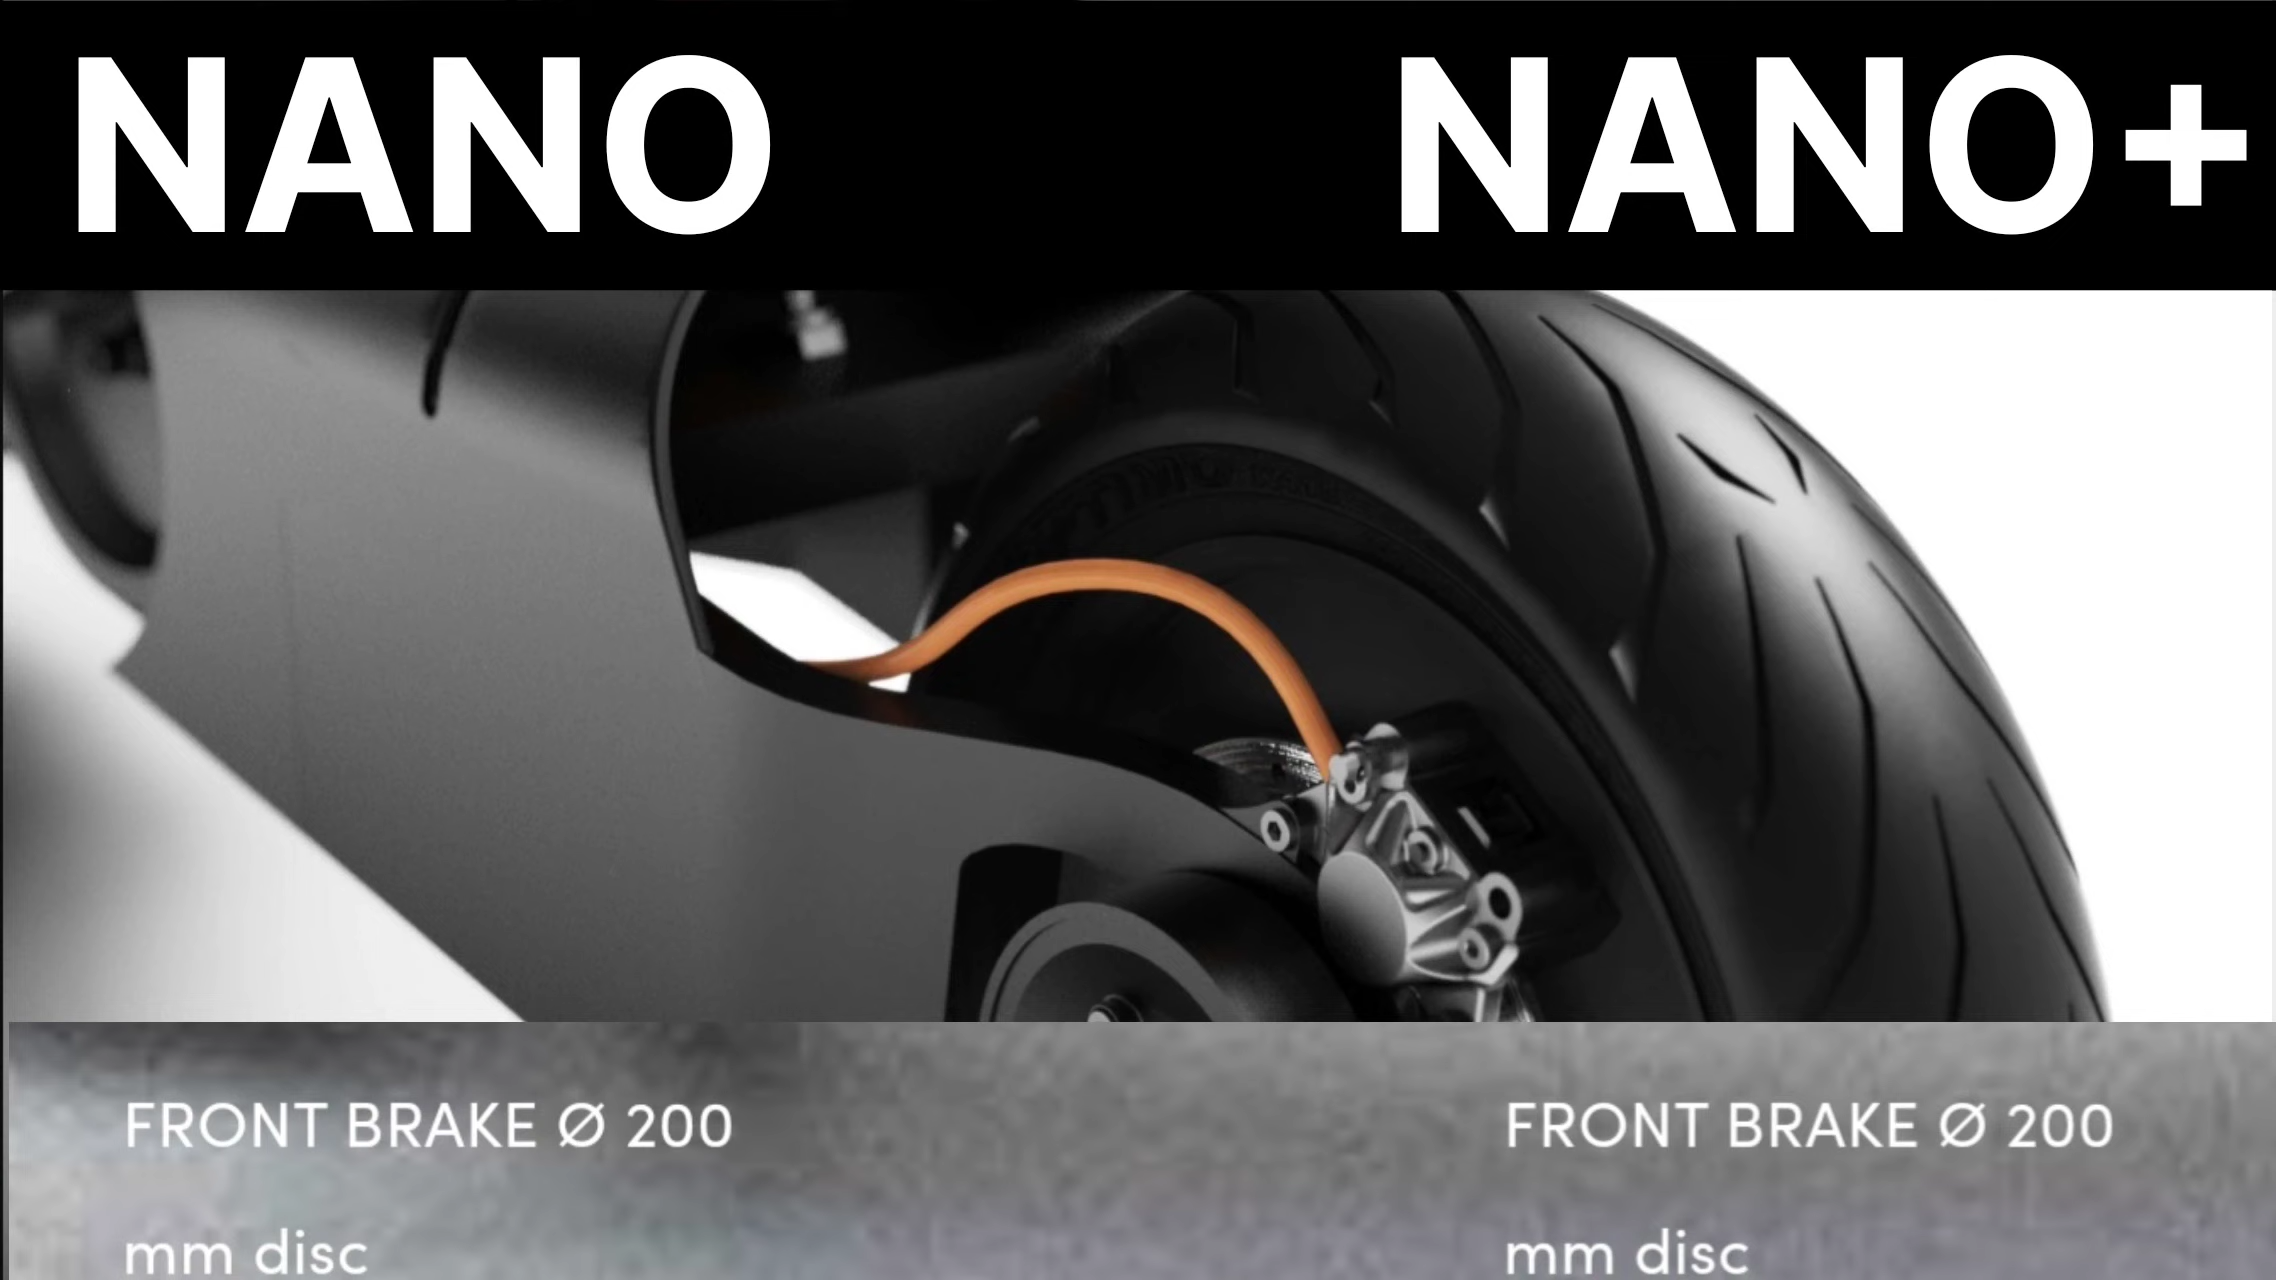 NANO NANO+
FRONT BRAKE Ø 200 FRONT BRAKE Ø 200
mm disc mm disc